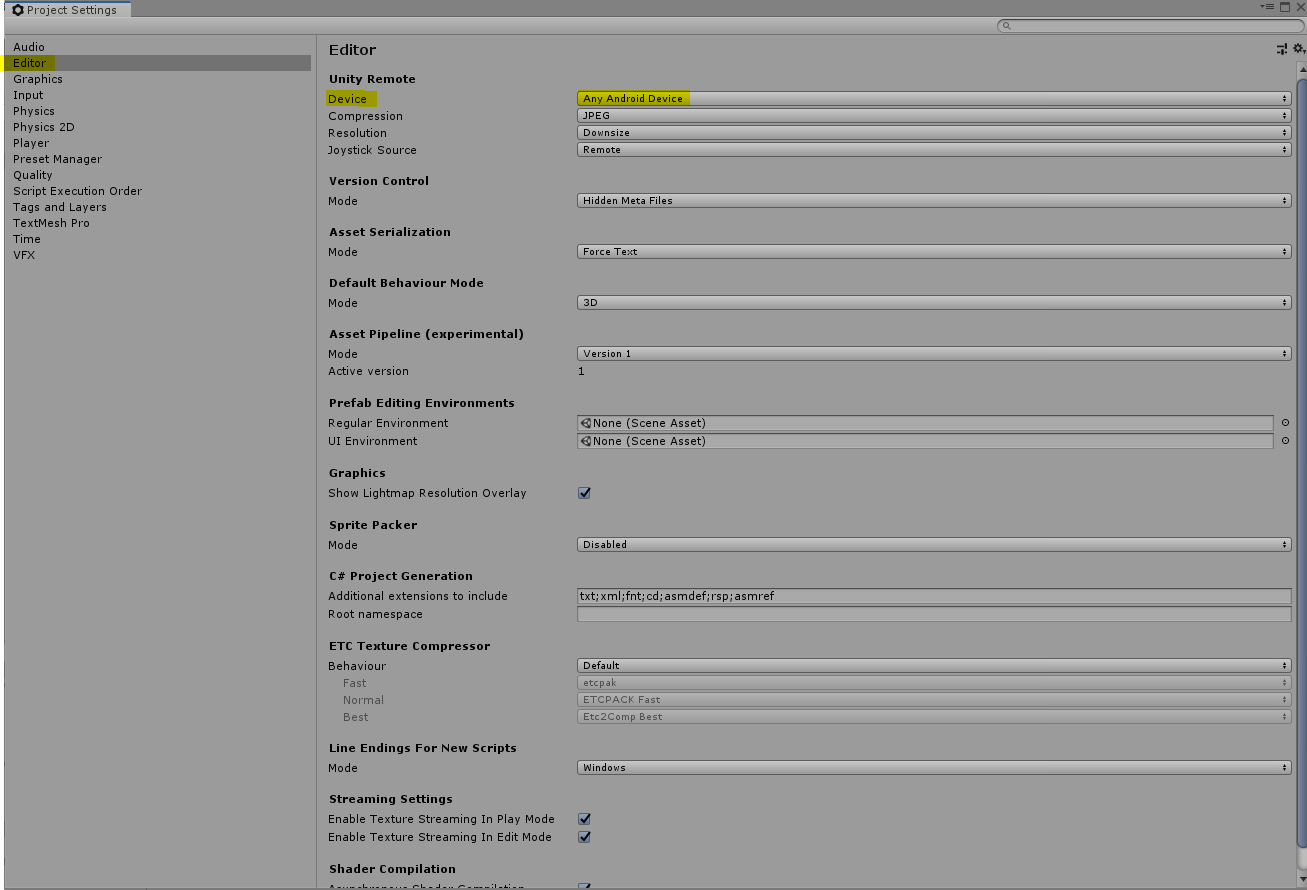 Project Settings
Audio
Editor
Graphics
Input
Physics
Physics 2D
Player
Preset Manager
Quality
Script Execution Order
Tags and Layers
TextMesh Pro
Time
VFX
Editor
Unity Remote
Device Any Android Device
Compression JPEG
Resolution Downsize
Joystick Source Remote
Version Control
Mode Hidden Meta Files
Asset Serialization
Mode Force Text
Default Behaviour Mode
Mode 3D
Asset Pipeline (experimental)
Mode Version 1
Active version 1
Prefab Editing Environments
Regular Environment None (Scene Asset)
UI Environment None (Scene Asset)
Graphics
Show Lightmap Resolution Overlay
Sprite Packer
Mode Disabled
C# Project Generation
Additional extensions to include txt;xml;fnt;cd;asmdef;rsp;asmref
Root namespace
ETC Texture Compressor
Behaviour Default
Fast etcpak
Normal ETCPACK Fast
Best Etc2Comp Best
Line Endings For New Scripts
Mode Windows
Streaming Settings
Enable Texture Streaming In Play Mode
Enable Texture Streaming In Edit Mode
Shader Compilation
Asynchronous Shader Compilation